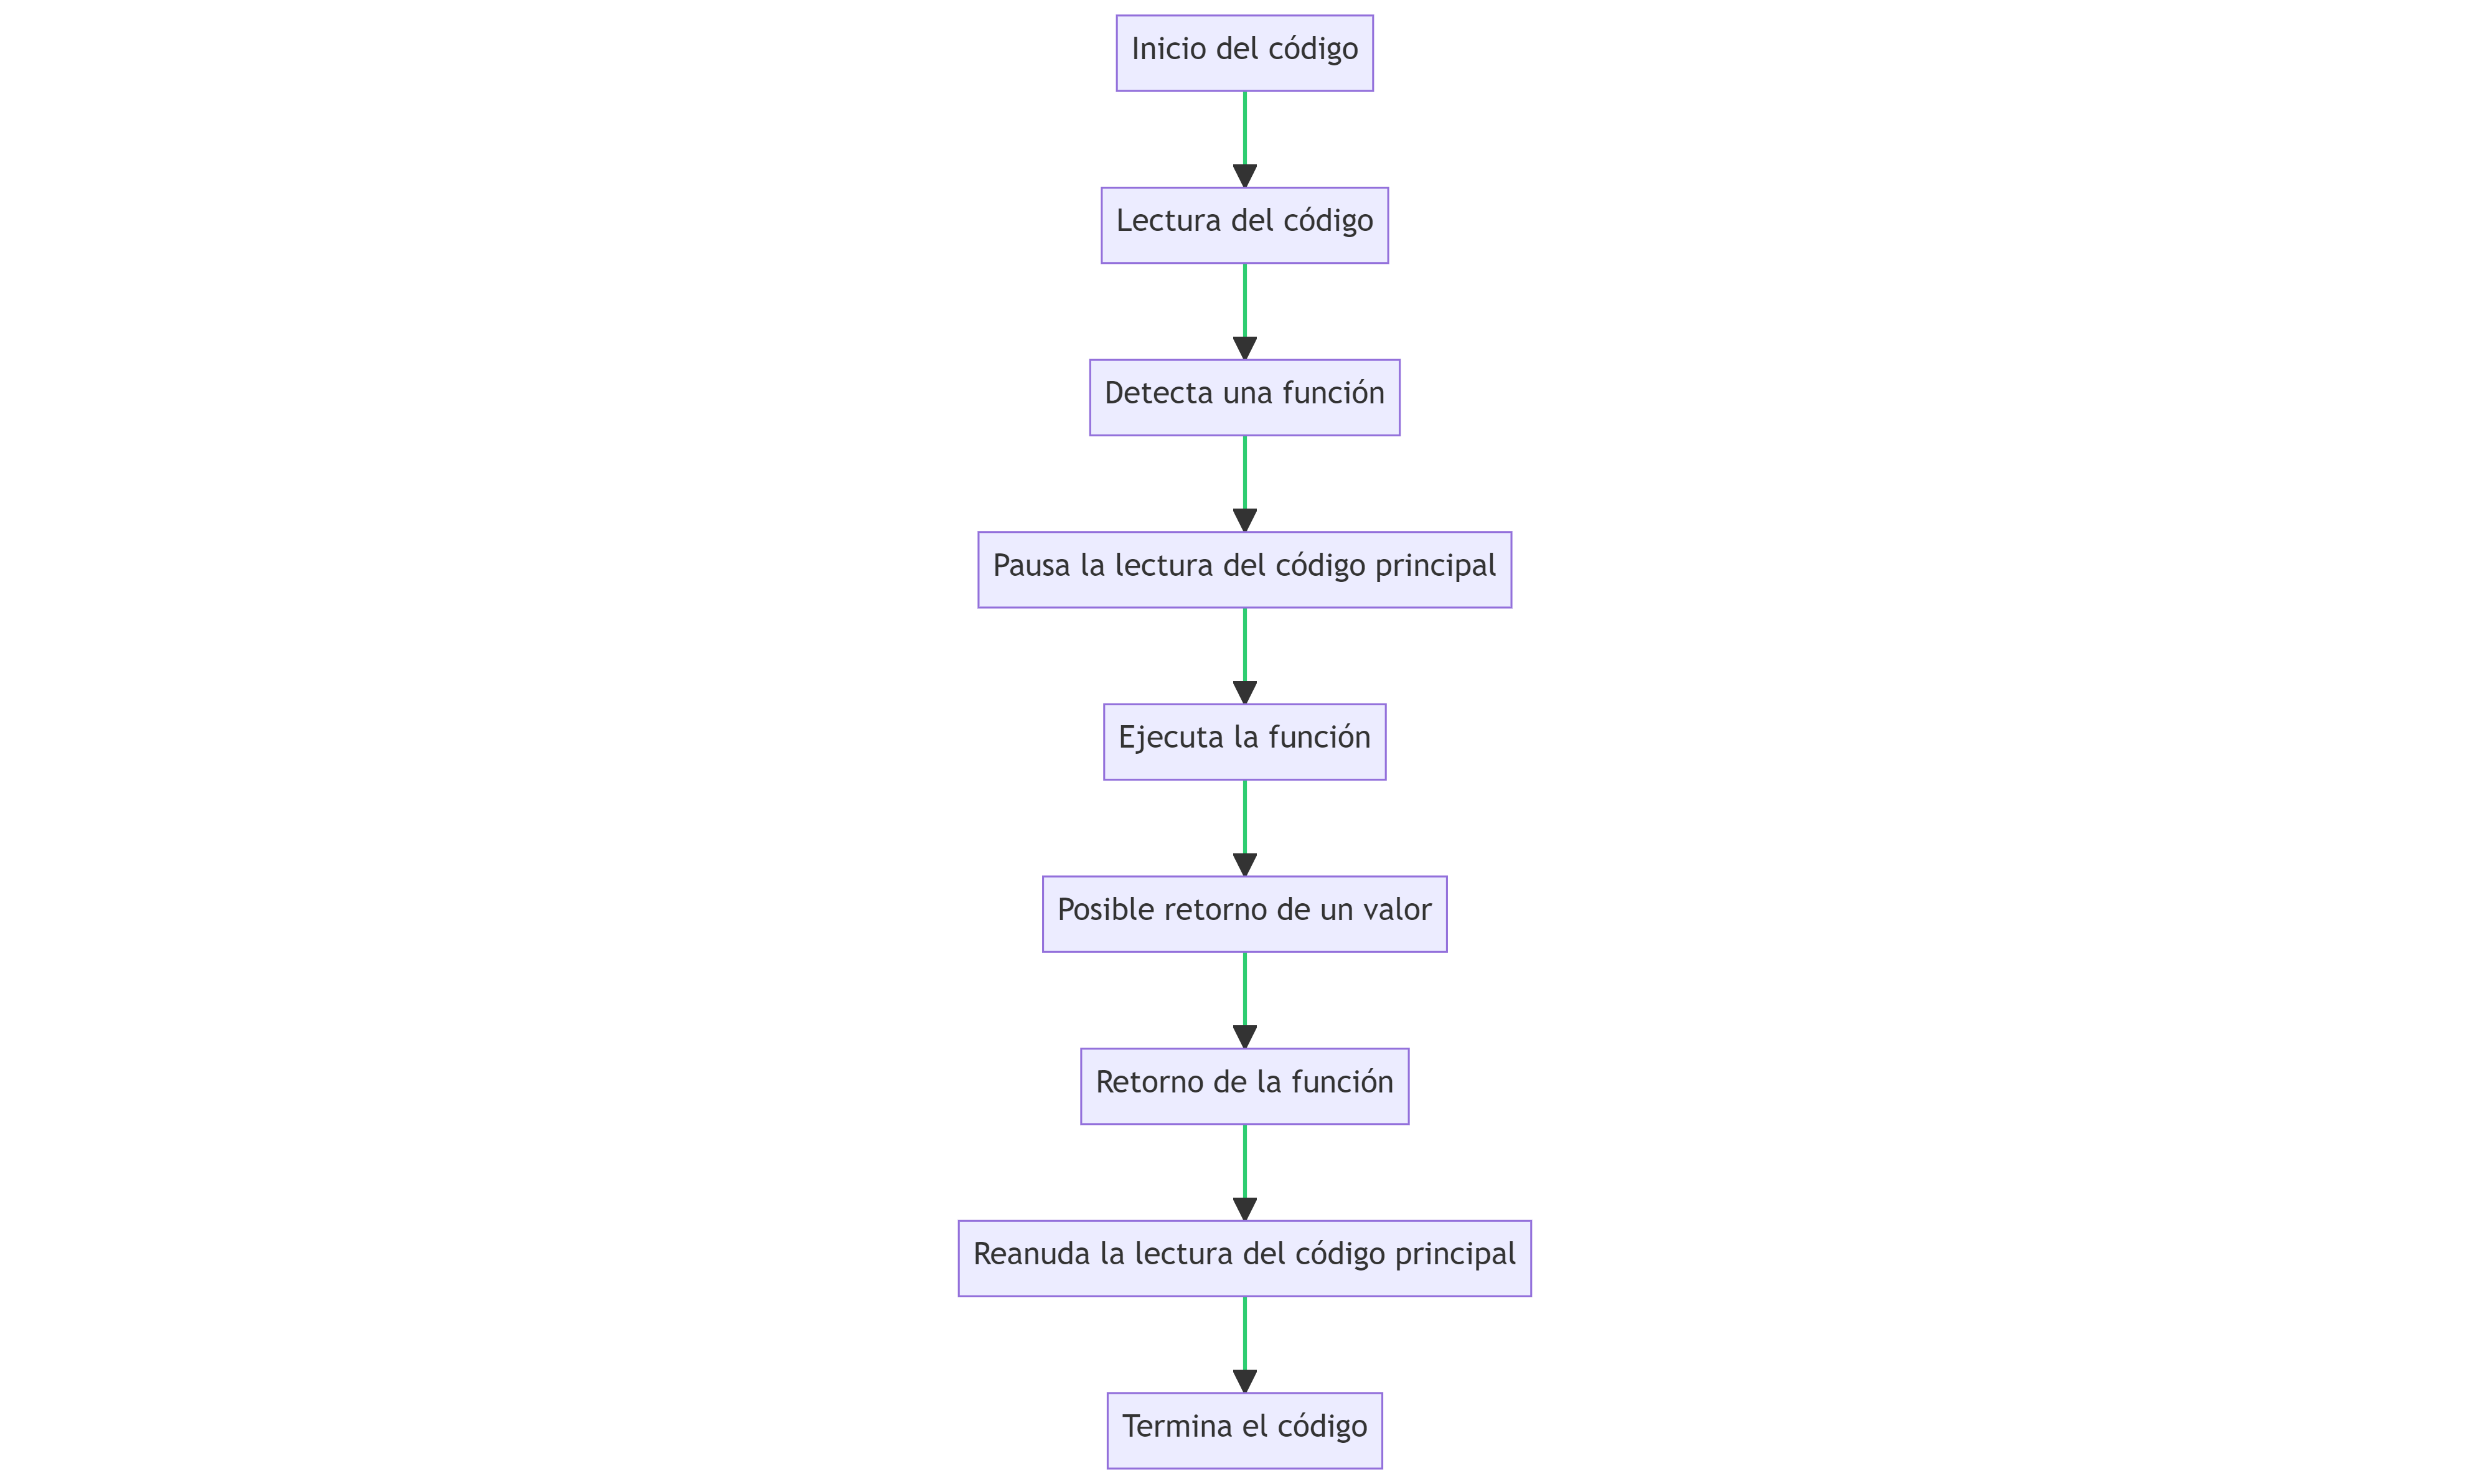 Inicio del código
Lectura del código
Detecta una función
Pausa la lectura del código principal
Ejecuta la función
Posible retorno de un valor
Retorno de la función
Reanuda la lectura del código principal
Termina el código